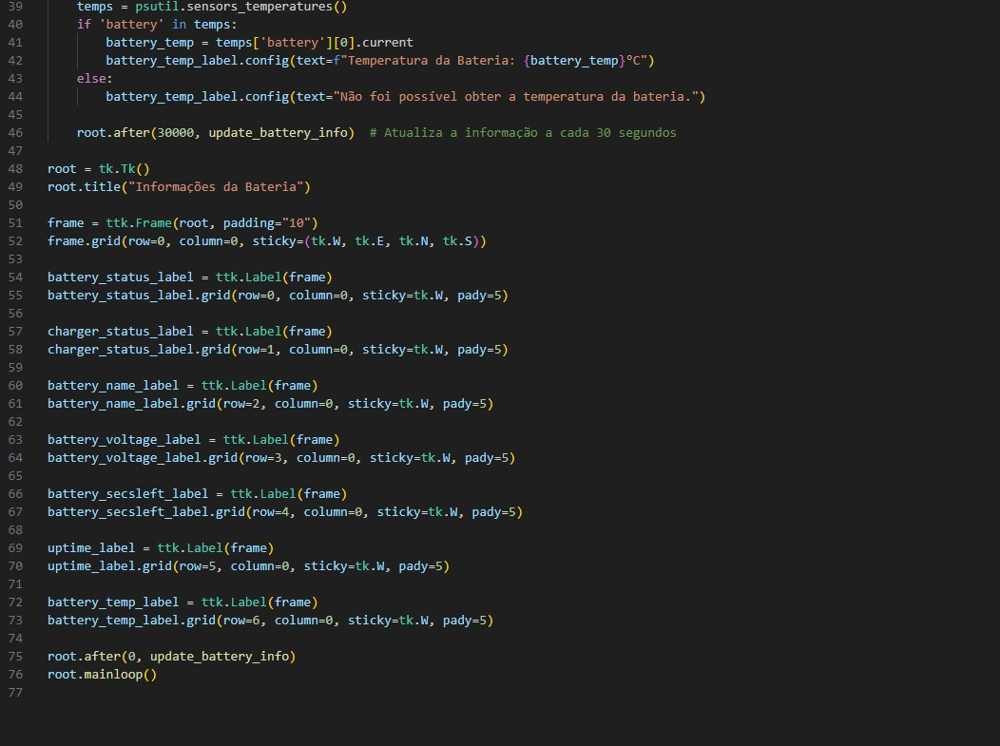 39 temps = psutil.sensors_temperatures()
40 if 'battery' in temps:
41 battery_temp = temps['battery'][0].current
42 battery_temp_label.config(text=f"Temperatura da Bateria: {battery_temp}°C")
43 else:
44 battery_temp_label.config(text="Não foi possível obter a temperatura da bateria.")
45
46 root.after(30000, update_battery_info)  # Atualiza a informação a cada 30 segundos
47
48 root = tk.Tk()
49 root.title("Informações da Bateria")
50
51 frame = ttk.Frame(root, padding="10")
52 frame.grid(row=0, column=0, sticky=(tk.W, tk.E, tk.N, tk.S))
53
54 battery_status_label = ttk.Label(frame)
55 battery_status_label.grid(row=0, column=0, sticky=tk.W, pady=5)
56
57 charger_status_label = ttk.Label(frame)
58 charger_status_label.grid(row=1, column=0, sticky=tk.W, pady=5)
59
60 battery_name_label = ttk.Label(frame)
61 battery_name_label.grid(row=2, column=0, sticky=tk.W, pady=5)
62
63 battery_voltage_label = ttk.Label(frame)
64 battery_voltage_label.grid(row=3, column=0, sticky=tk.W, pady=5)
65
66 battery_secsleft_label = ttk.Label(frame)
67 battery_secsleft_label.grid(row=4, column=0, sticky=tk.W, pady=5)
68
69 uptime_label = ttk.Label(frame)
70 uptime_label.grid(row=5, column=0, sticky=tk.W, pady=5)
71
72 battery_temp_label = ttk.Label(frame)
73 battery_temp_label.grid(row=6, column=0, sticky=tk.W, pady=5)
74
75 root.after(0, update_battery_info)
76 root.mainloop()
77